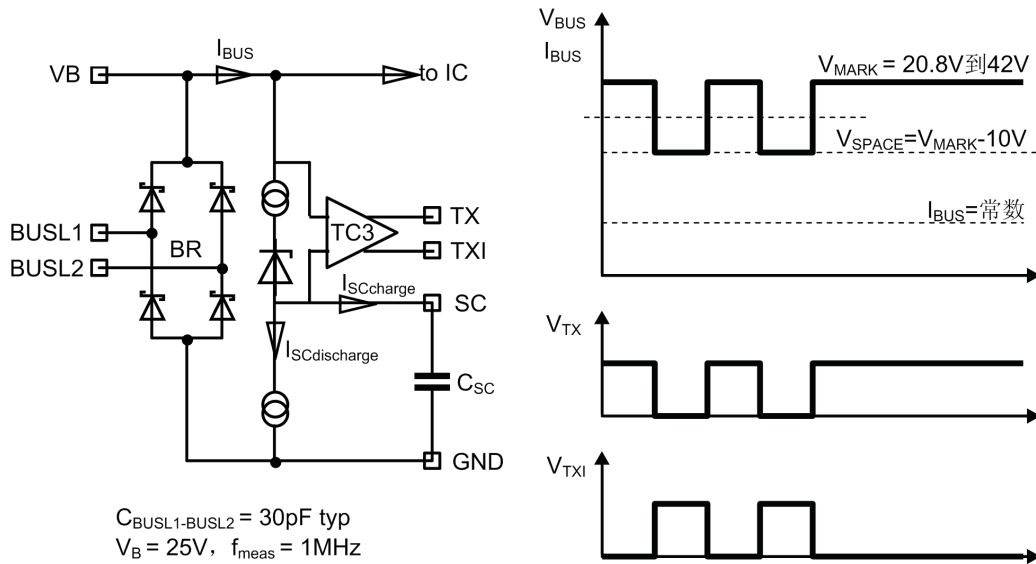 I_BUS
VB
to IC
BUSL1
BR
BUSL2
TC3
TX
TXI
I_SCcharge
SC
I_SCdischarge
C_SC
GND
C_BUSL1-BUSL2 = 30pF typ
V_B = 25V，f_meas = 1MHz
V_BUS
I_BUS
V_MARK = 20.8V到42V
V_SPACE=V_MARK-10V
I_BUS=常数
V_TX
V_TXI